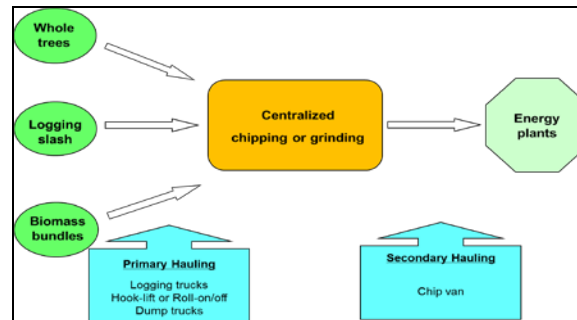 Whole
trees
Logging
slash
Biomass
bundles
Centralized
chipping or grinding
Energy
plants
Primary Hauling
Logging trucks
Hook-lift or Roll-on/off
Dump trucks
Secondary Hauling
Chip van